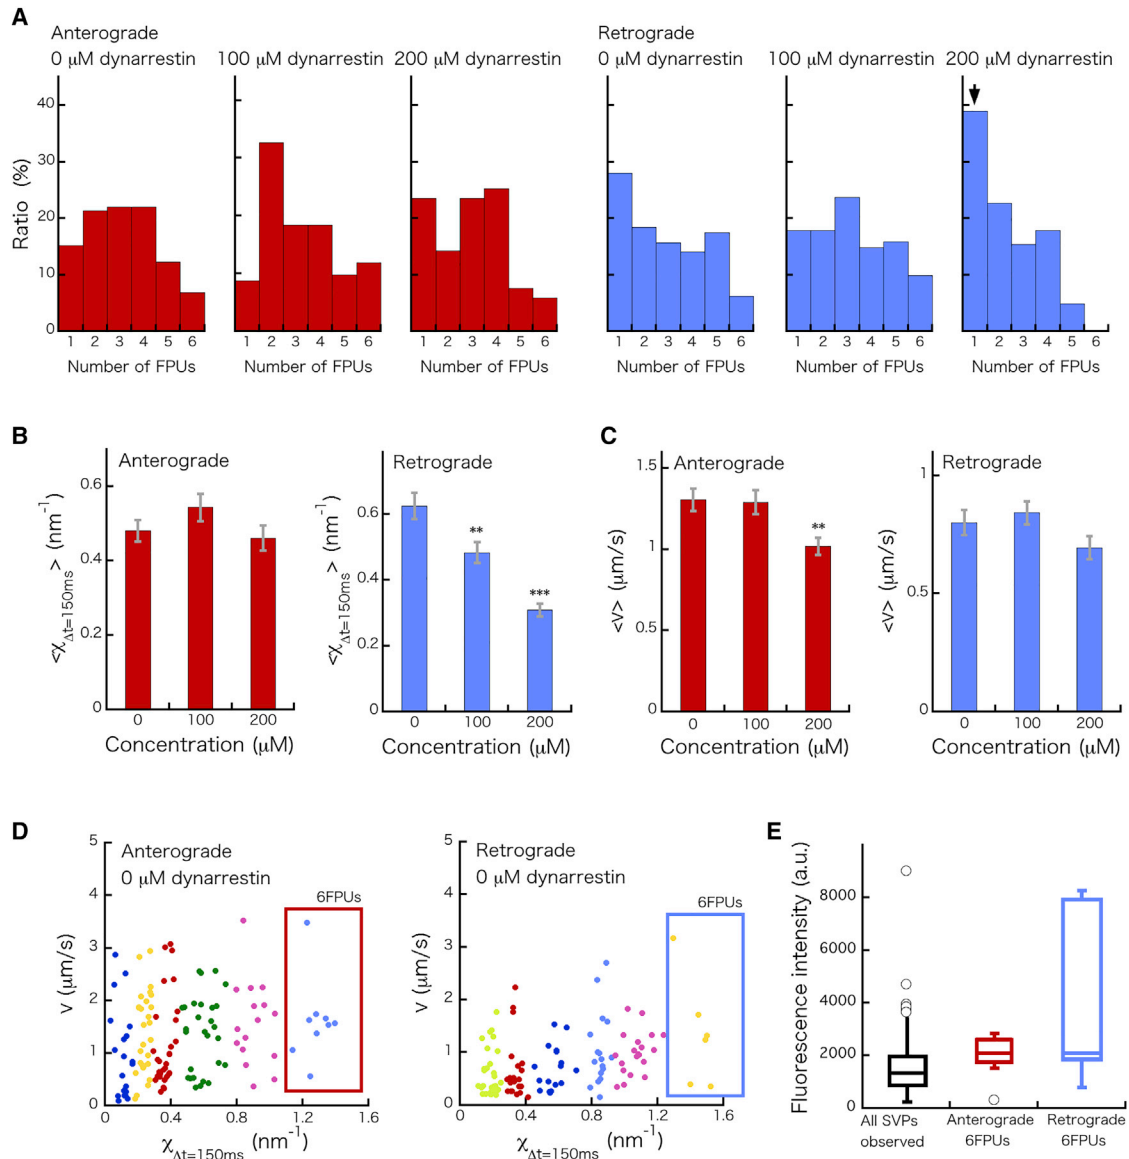 A
Anterograde
0 μM dynarrestin
100 μM dynarrestin
200 μM dynarrestin
Retrograde
0 μM dynarrestin
100 μM dynarrestin
200 μM dynarrestin
Ratio (%)
40
30
20
10
0
1 2 3 4 5 6
1 2 3 4 5 6
1 2 3 4 5 6
1 2 3 4 5 6
1 2 3 4 5 6
1 2 3 4 5 6
Number of FPUs
Number of FPUs
Number of FPUs
Number of FPUs
Number of FPUs
Number of FPUs
B
Anterograde
<χΔt=150ms> (nm-1)
0.6
0.4
0.2
0
0 100 200
Concentration (μM)
Retrograde
<χΔt=150ms> (nm-1)
0.6
0.4
0.2
0
**
***
0 100 200
Concentration (μM)
C
Anterograde
<v> (μm/s)
1.5
1
0.5
0
**
0 100 200
Concentration (μM)
Retrograde
<v> (μm/s)
1
0.5
0
0 100 200
Concentration (μM)
D
Anterograde
0 μM dynarrestin
6FPUs
v (μm/s)
5
4
3
2
1
0
0 0.4 0.8 1.2 1.6
χΔt=150ms (nm-1)
Retrograde
0 μM dynarrestin
6FPUs
v (μm/s)
5
4
3
2
1
0
0 0.4 0.8 1.2 1.6
χΔt=150ms (nm-1)
E
Fluorescence intensity (a.u.)
8000
6000
4000
2000
0
All SVPs observed
Anterograde 6FPUs
Retrograde 6FPUs